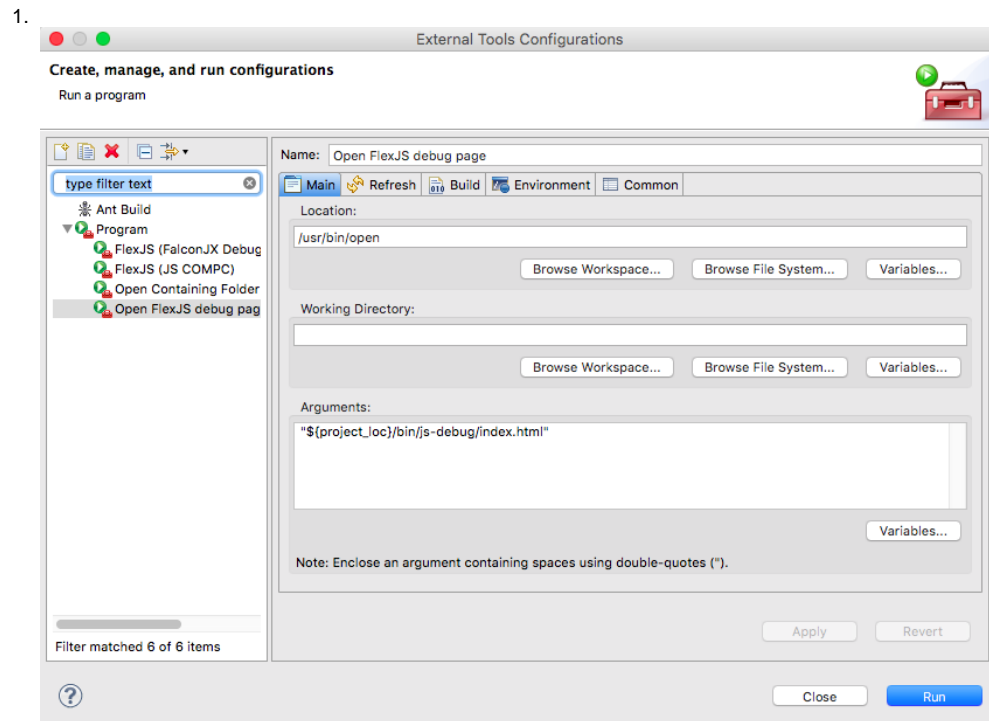 1.
External Tools Configurations
Create, manage, and run configurations
Run a program
Name: Open FlexJS debug page
type filter text
Main Refresh Build Environment Common
Ant Build
Location:
Program
/usr/bin/open
FlexJS (FalconJX Debug
FlexJS (JS COMPC)
Browse Workspace... Browse File System... Variables...
Open Containing Folder
Open FlexJS debug pag
Working Directory:
Browse Workspace... Browse File System... Variables...
Arguments:
"${project_loc}/bin/js-debug/index.html"
Variables...
Note: Enclose an argument containing spaces using double-quotes (").
Apply Revert
Filter matched 6 of 6 items
? Close Run